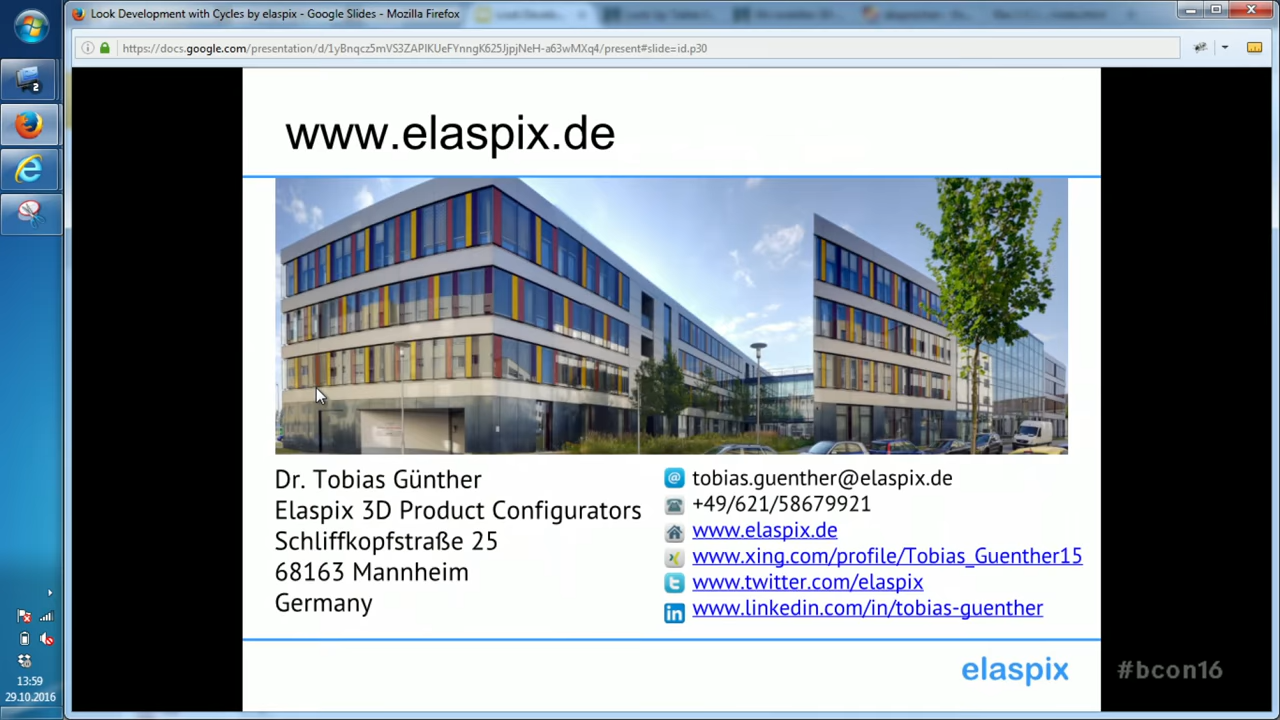 Look Development with Cycles by elaspix - Google Slides - Mozilla Firefox
https://docs.google.com/presentation/d/1yBnqcz5mVS3ZAPIKUeFYnngK625JpjNeH-a63wMXq4/present#slide=id.p30
www.elaspix.de
Dr. Tobias Günther
Elaspix 3D Product Configurators
Schliffkopfstraße 25
68163 Mannheim
Germany
tobias.guenther@elaspix.de
+49/621/58679921
www.elaspix.de
www.xing.com/profile/Tobias_Guenther15
www.twitter.com/elaspix
www.linkedin.com/in/tobias-guenther
elaspix
#bcon16
2
13:59
29.10.2016